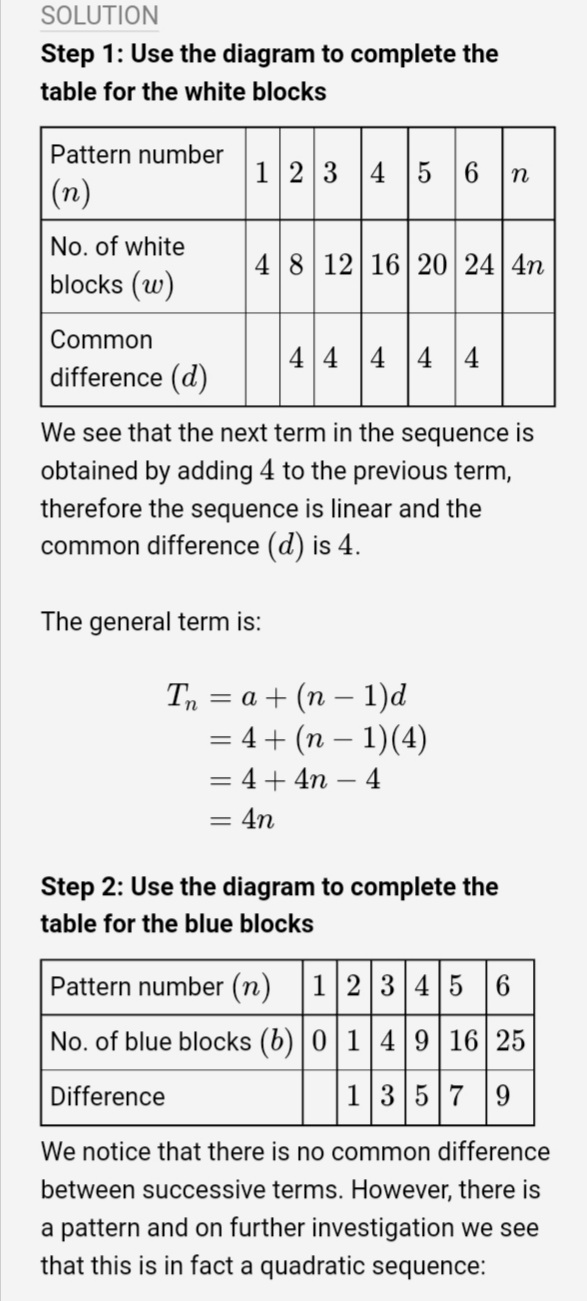 SOLUTION
Step 1: Use the diagram to complete the
table for the white blocks
Pattern number (n) 1 2 3 4 5 6 n
No. of white blocks (w) 4 8 12 16 20 24 4n
Common difference (d) 4 4 4 4 4
We see that the next term in the sequence is
obtained by adding 4 to the previous term,
therefore the sequence is linear and the
common difference (d) is 4.
The general term is:
Tₙ = a + (n − 1)d
= 4 + (n − 1)(4)
= 4 + 4n − 4
= 4n
Step 2: Use the diagram to complete the
table for the blue blocks
Pattern number (n) 1 2 3 4 5 6
No. of blue blocks (b) 0 1 4 9 16 25
Difference 1 3 5 7 9
We notice that there is no common difference
between successive terms. However, there is
a pattern and on further investigation we see
that this is in fact a quadratic sequence: